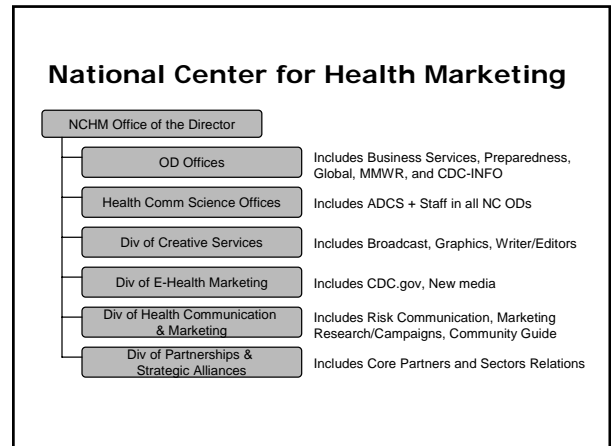 National Center for Health Marketing
NCHM Office of the Director
OD Offices
Includes Business Services, Preparedness,
Global, MMWR, and CDC-INFO
Health Comm Science Offices
Includes ADCS + Staff in all NC ODs
Div of Creative Services
Includes Broadcast, Graphics, Writer/Editors
Div of E-Health Marketing
Includes CDC.gov, New media
Div of Health Communication
& Marketing
Includes Risk Communication, Marketing
Research/Campaigns, Community Guide
Div of Partnerships &
Strategic Alliances
Includes Core Partners and Sectors Relations